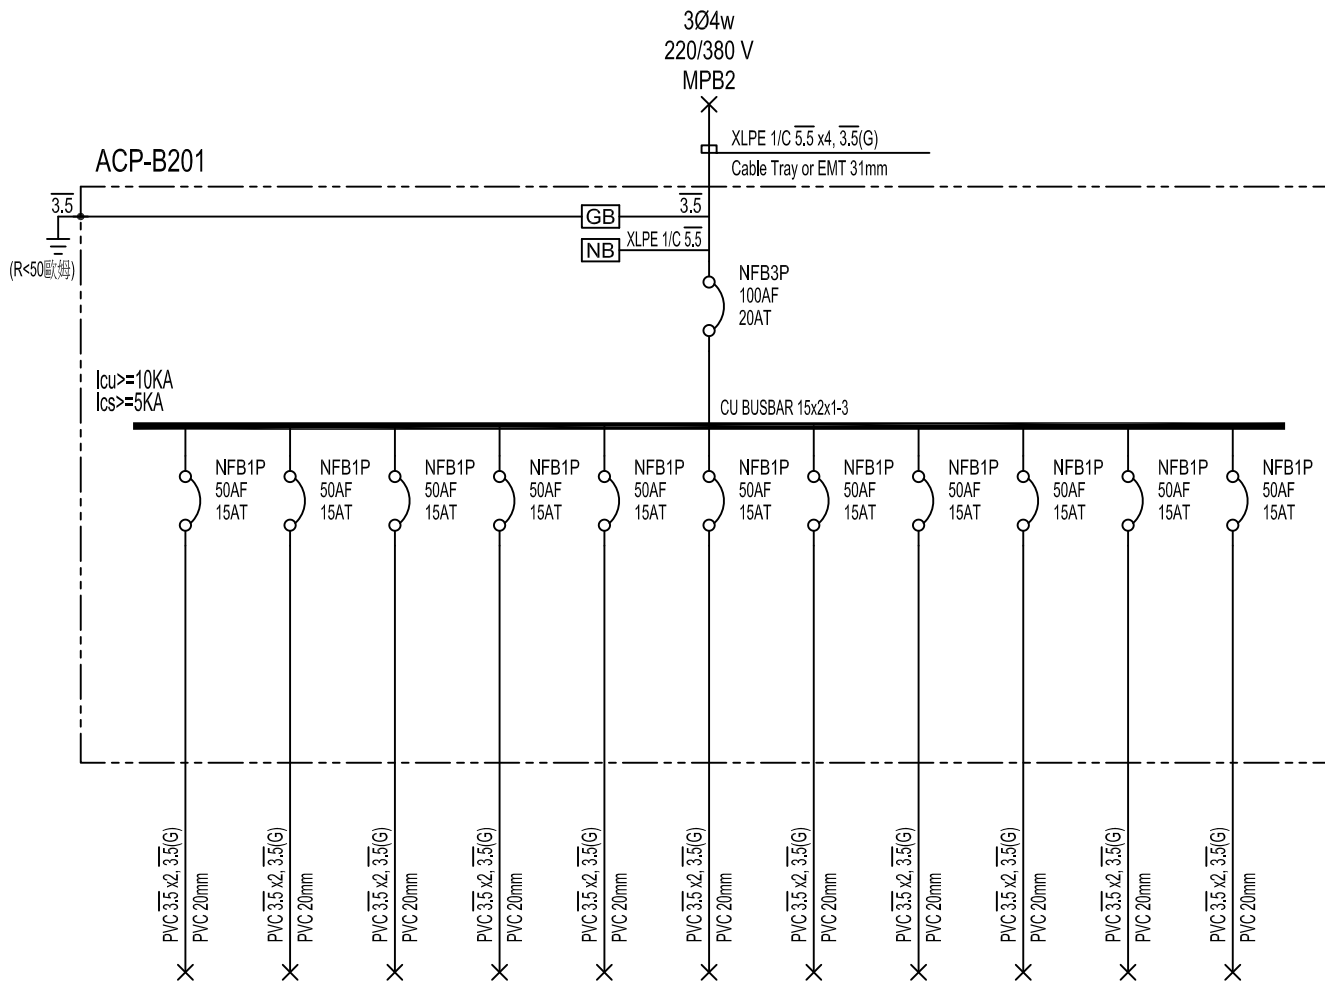 3Ø4w
220/380 V
MPB2
XLPE 1/C 5.5 x4, 3.5(G)
Cable Tray or EMT 31mm
ACP-B201
3.5
GB
3.5
NB
XLPE 1/C 5.5
(R<50歐姆)
NFB3P
100AF
20AT
Icu>=10KA
Ics>=5KA
CU BUSBAR 15x2x1-3
NFB1P
50AF
15AT
NFB1P
50AF
15AT
NFB1P
50AF
15AT
NFB1P
50AF
15AT
NFB1P
50AF
15AT
NFB1P
50AF
15AT
NFB1P
50AF
15AT
NFB1P
50AF
15AT
NFB1P
50AF
15AT
NFB1P
50AF
15AT
NFB1P
50AF
15AT
PVC 3.5 x2, 3.5(G)
PVC 20mm
PVC 3.5 x2, 3.5(G)
PVC 20mm
PVC 3.5 x2, 3.5(G)
PVC 20mm
PVC 3.5 x2, 3.5(G)
PVC 20mm
PVC 3.5 x2, 3.5(G)
PVC 20mm
PVC 3.5 x2, 3.5(G)
PVC 20mm
PVC 3.5 x2, 3.5(G)
PVC 20mm
PVC 3.5 x2, 3.5(G)
PVC 20mm
PVC 3.5 x2, 3.5(G)
PVC 20mm
PVC 3.5 x2, 3.5(G)
PVC 20mm
PVC 3.5 x2, 3.5(G)
PVC 20mm